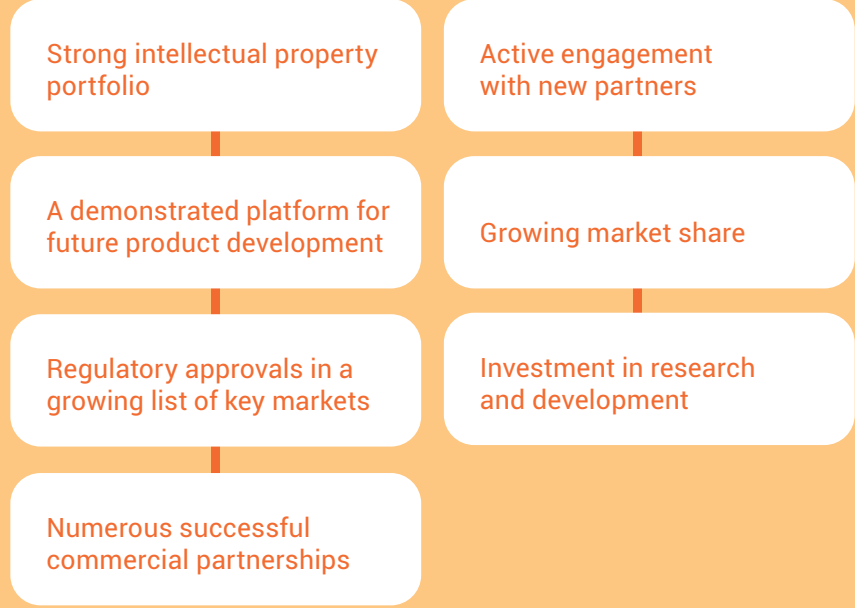 Strong intellectual property
portfolio
A demonstrated platform for
future product development
Regulatory approvals in a
growing list of key markets
Numerous successful
commercial partnerships
Active engagement
with new partners
Growing market share
Investment in research
and development